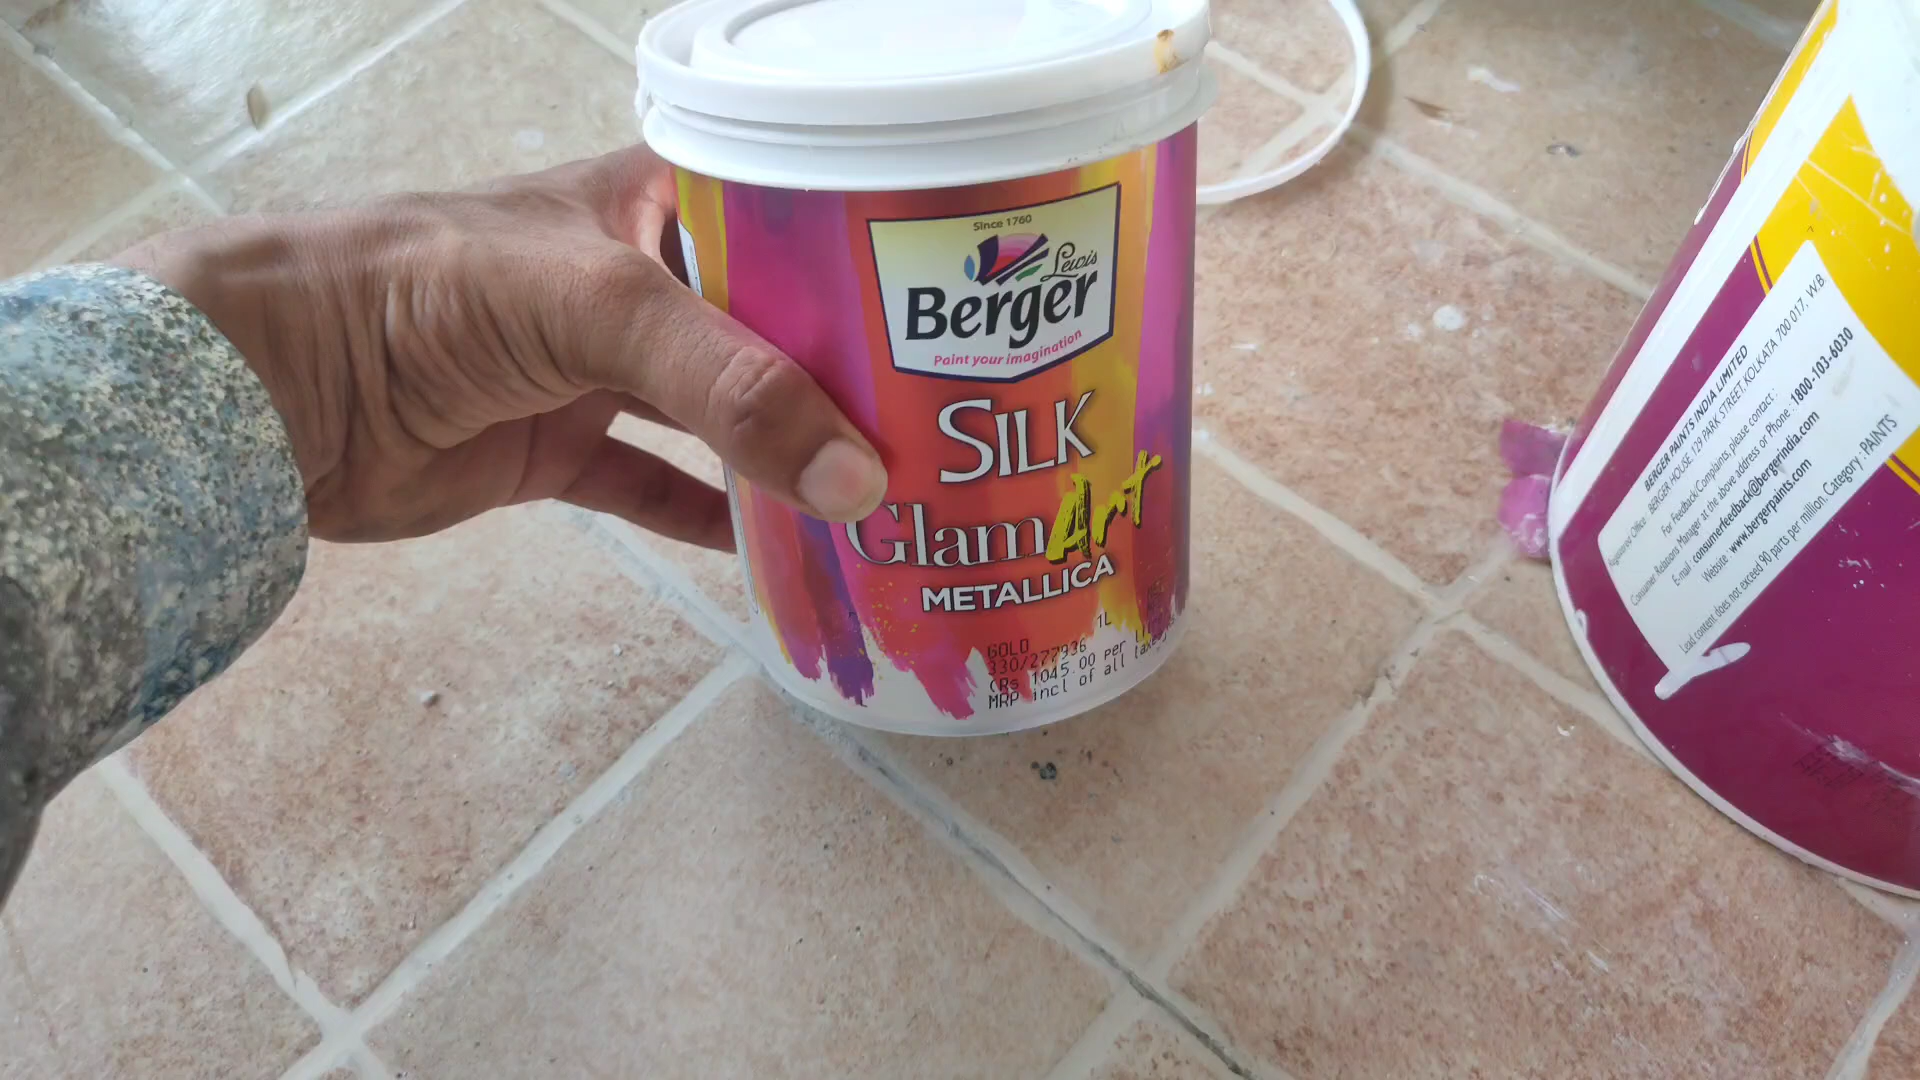 Since 1760
Lewis
Berger
Paint your imagination
SILK
GlamArt
METALLICA
GOLD 1L
330/277936
(Rs 1045.00 per
MRP incl of all taxes)
BERGER PAINTS INDIA LIMITED
Registered Office : BERGER HOUSE, 129 PARK STREET, KOLKATA 700 017, W.B.
For Feedback/Complaints, please contact :
Consumer Relations Manager at the above address or Phone : 1800-103-6030
E-mail : consumerfeedback@bergerindia.com
Website : www.bergerpaints.com
Lead content does not exceed 90 parts per million. Category : PAINTS